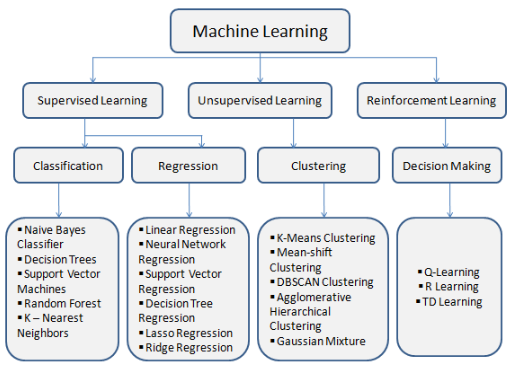 Machine Learning
Supervised Learning
Unsupervised Learning
Reinforcement Learning
Classification
Regression
Clustering
Decision Making
▪ Naive Bayes
Classifier
▪ Decision Trees
▪ Support Vector
Machines
▪ Random Forest
▪ K – Nearest
Neighbors
▪ Linear Regression
▪ Neural Network
Regression
▪ Support Vector
Regression
▪ Decision Tree
Regression
▪ Lasso Regression
▪ Ridge Regression
▪ K-Means Clustering
▪ Mean-shift
Clustering
▪ DBSCAN Clustering
▪ Agglomerative
Hierarchical
Clustering
▪ Gaussian Mixture
▪ Q-Learning
▪ R Learning
▪ TD Learning